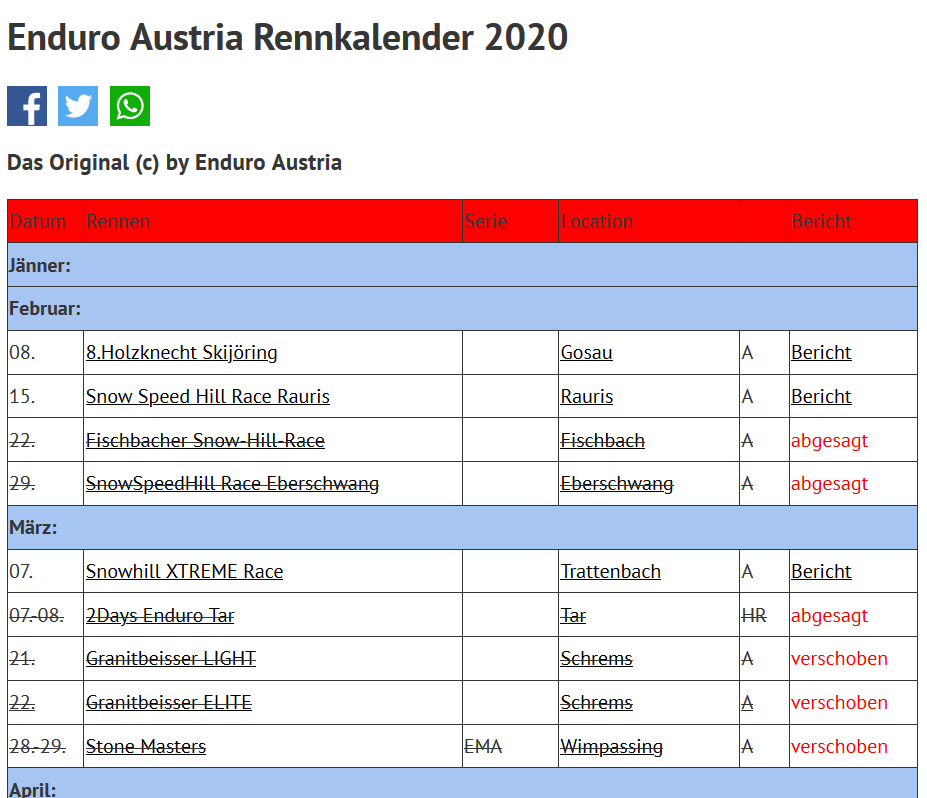 Enduro Austria Rennkalender 2020
Das Original (c) by Enduro Austria
Datum Rennen Serie Location Bericht
Jänner:
Februar:
08. 8.Holzknecht Skijöring Gosau A Bericht
15. Snow Speed Hill Race Rauris Rauris A Bericht
22. Fischbacher Snow-Hill-Race Fischbach A abgesagt
29. SnowSpeedHill Race Eberschwang Eberschwang A abgesagt
März:
07. Snowhill XTREME Race Trattenbach A Bericht
07.-08. 2Days Enduro Tar Tar HR abgesagt
21. Granitbeisser LIGHT Schrems A verschoben
22. Granitbeisser ELITE Schrems A verschoben
28.-29. Stone Masters EMA Wimpassing A verschoben
April: